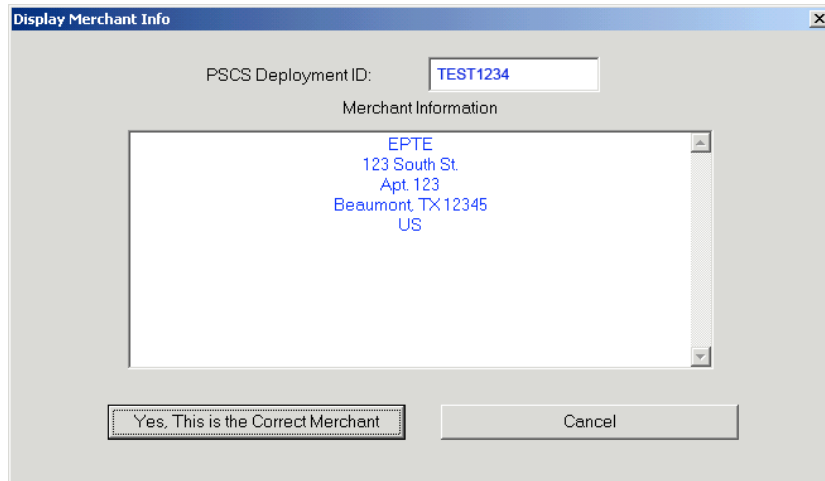 Display Merchant Info
PSCS Deployment ID: TEST1234
Merchant Information
EPTE
123 South St.
Apt. 123
Beaumont, TX 12345
US
Yes, This is the Correct Merchant
Cancel